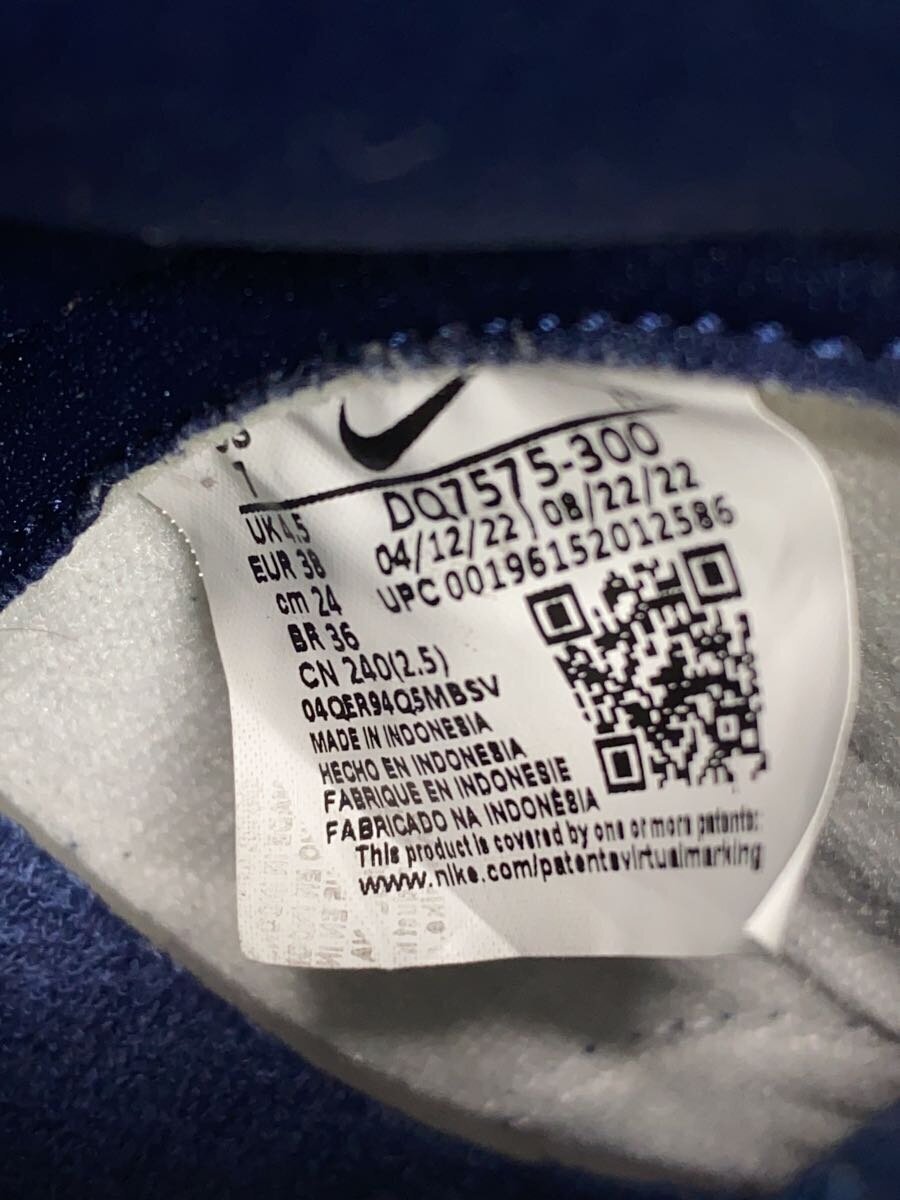 DQ7575-300
UK 4.5
04/12/22 08/22/22
EUR 38
UPC 00196152012586
cm 24
BR 36
CN 240(2.5)
04QER94Q5MBSV
MADE IN INDONESIA
HECHO EN INDONESIA
FABRIQUE EN INDONESIE
FABRICADO NA INDONÉSIA
This product is covered by one or more patents:
www.nike.com/patentsvirtualmarking